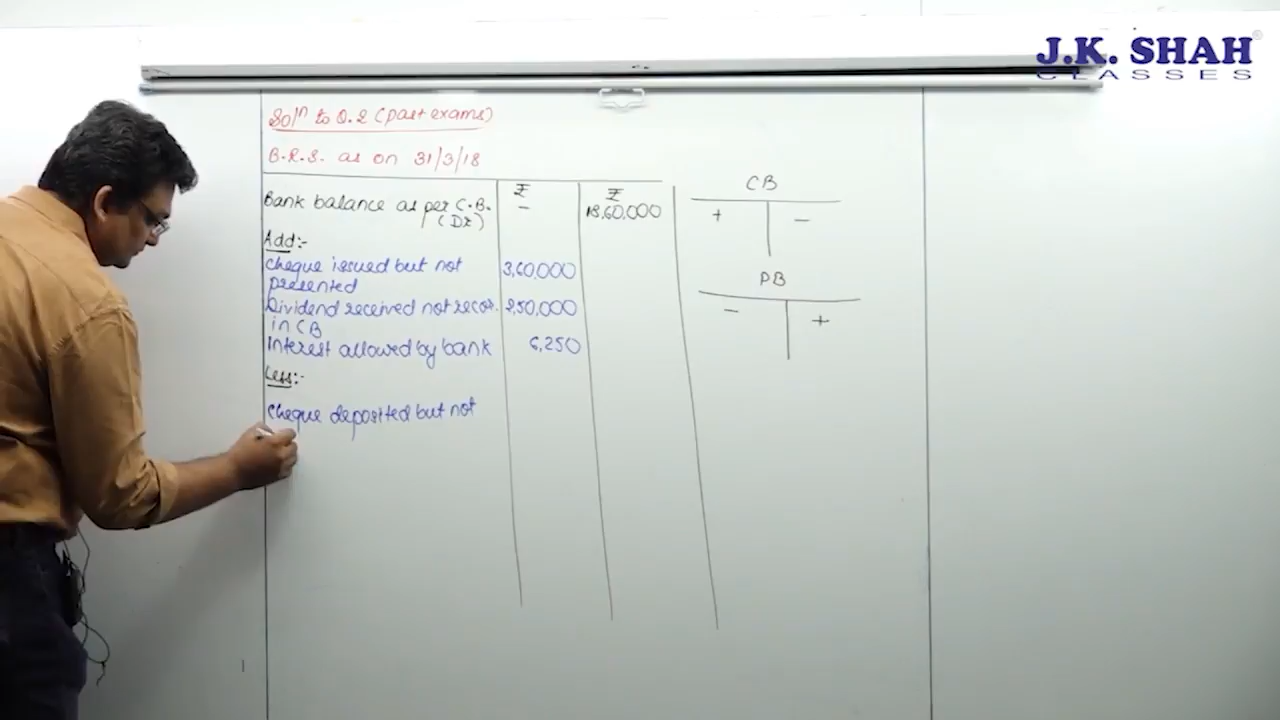 J.K. SHAH
CLASSES
Solⁿ to Q.2 (past exams)
B.R.S. as on 31/3/18
₹ ₹
Bank balance as per C.B. – 18,60,000
(Dr)
Add:-
cheque issued but not 3,60,000
presented
Dividend received not recor. 2,50,000
in CB
Interest allowed by bank 6,250
Less:-
cheque deposited but not
CB
+ –
PB
– +